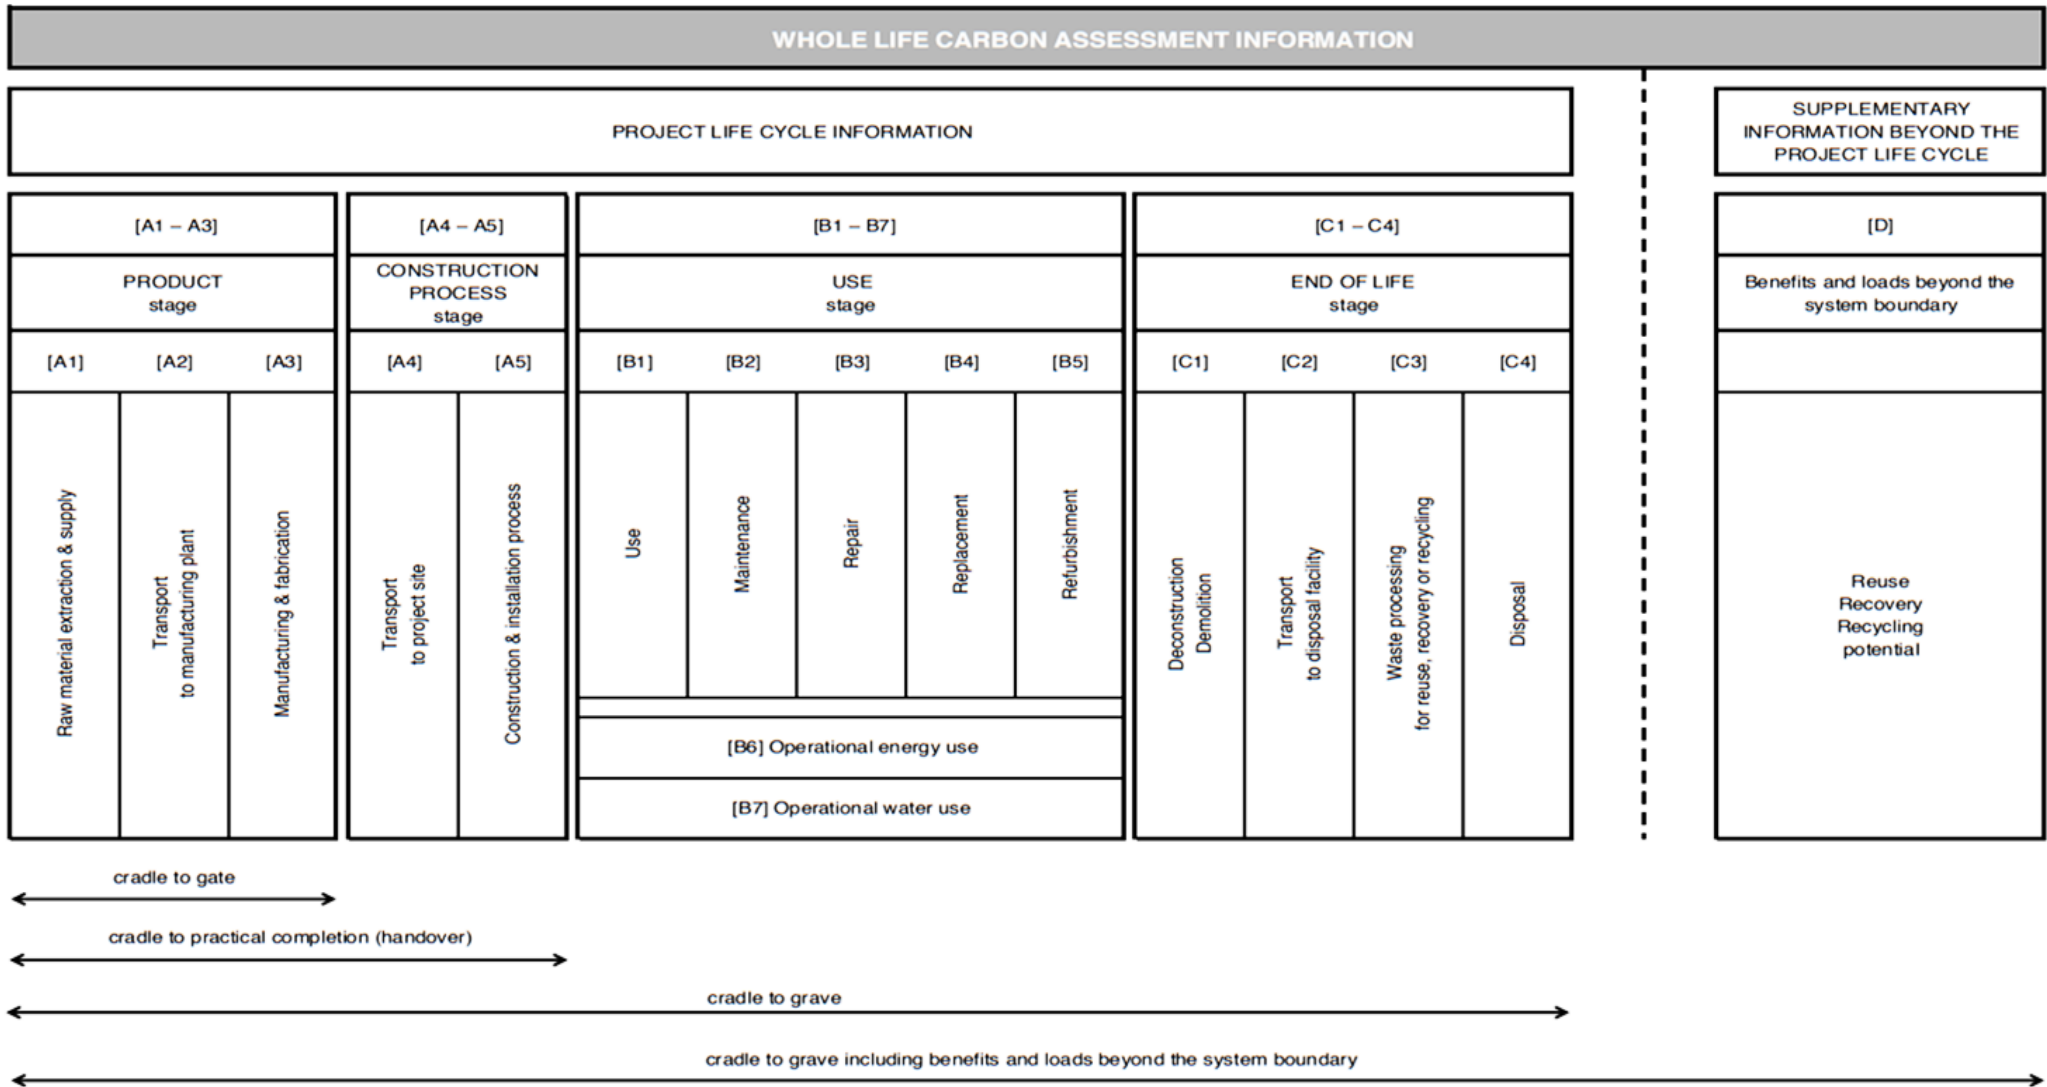 WHOLE LIFE CARBON ASSESSMENT INFORMATION
PROJECT LIFE CYCLE INFORMATION
SUPPLEMENTARY
INFORMATION BEYOND THE
PROJECT LIFE CYCLE
[A1 – A3]
PRODUCT
stage
[A1]
[A2]
[A3]
Raw material extraction & supply
Transport
to manufacturing plant
Manufacturing & fabrication
[A4 – A5]
CONSTRUCTION
PROCESS
stage
[A4]
[A5]
Transport
to project site
Construction & installation process
[B1 – B7]
USE
stage
[B1]
[B2]
[B3]
[B4]
[B5]
Use
Maintenance
Repair
Replacement
Refurbishment
[B6] Operational energy use
[B7] Operational water use
[C1 – C4]
END OF LIFE
stage
[C1]
[C2]
[C3]
[C4]
Deconstruction
Demolition
Transport
to disposal facility
Waste processing
for reuse, recovery or recycling
Disposal
[D]
Benefits and loads beyond the
system boundary
Reuse
Recovery
Recycling
potential
cradle to gate
cradle to practical completion (handover)
cradle to grave
cradle to grave including benefits and loads beyond the system boundary